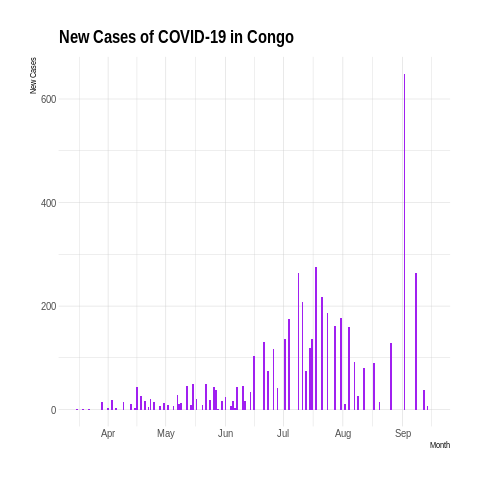 New Cases of COVID-19 in Congo
New Cases
600
400
200
0
Apr May Jun Jul Aug Sep
Month